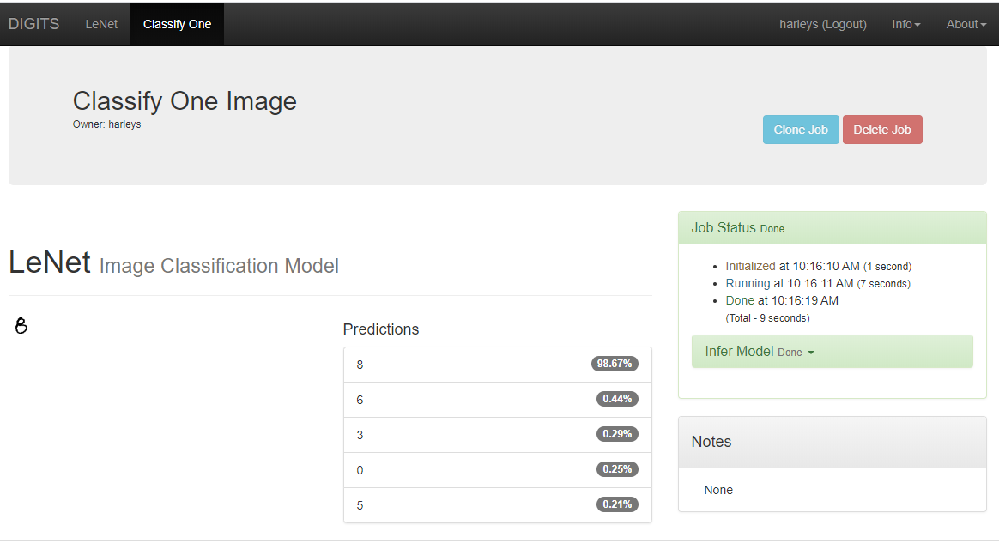 DIGITS LeNet Classify One harleys (Logout) Info About
Classify One Image
Owner: harleys
Clone Job Delete Job
LeNet Image Classification Model
8
Predictions
8 98.67%
6 0.44%
3 0.29%
0 0.25%
5 0.21%
Job Status Done
Initialized at 10:16:10 AM (1 second)
Running at 10:16:11 AM (7 seconds)
Done at 10:16:19 AM
(Total - 9 seconds)
Infer Model Done
Notes
None